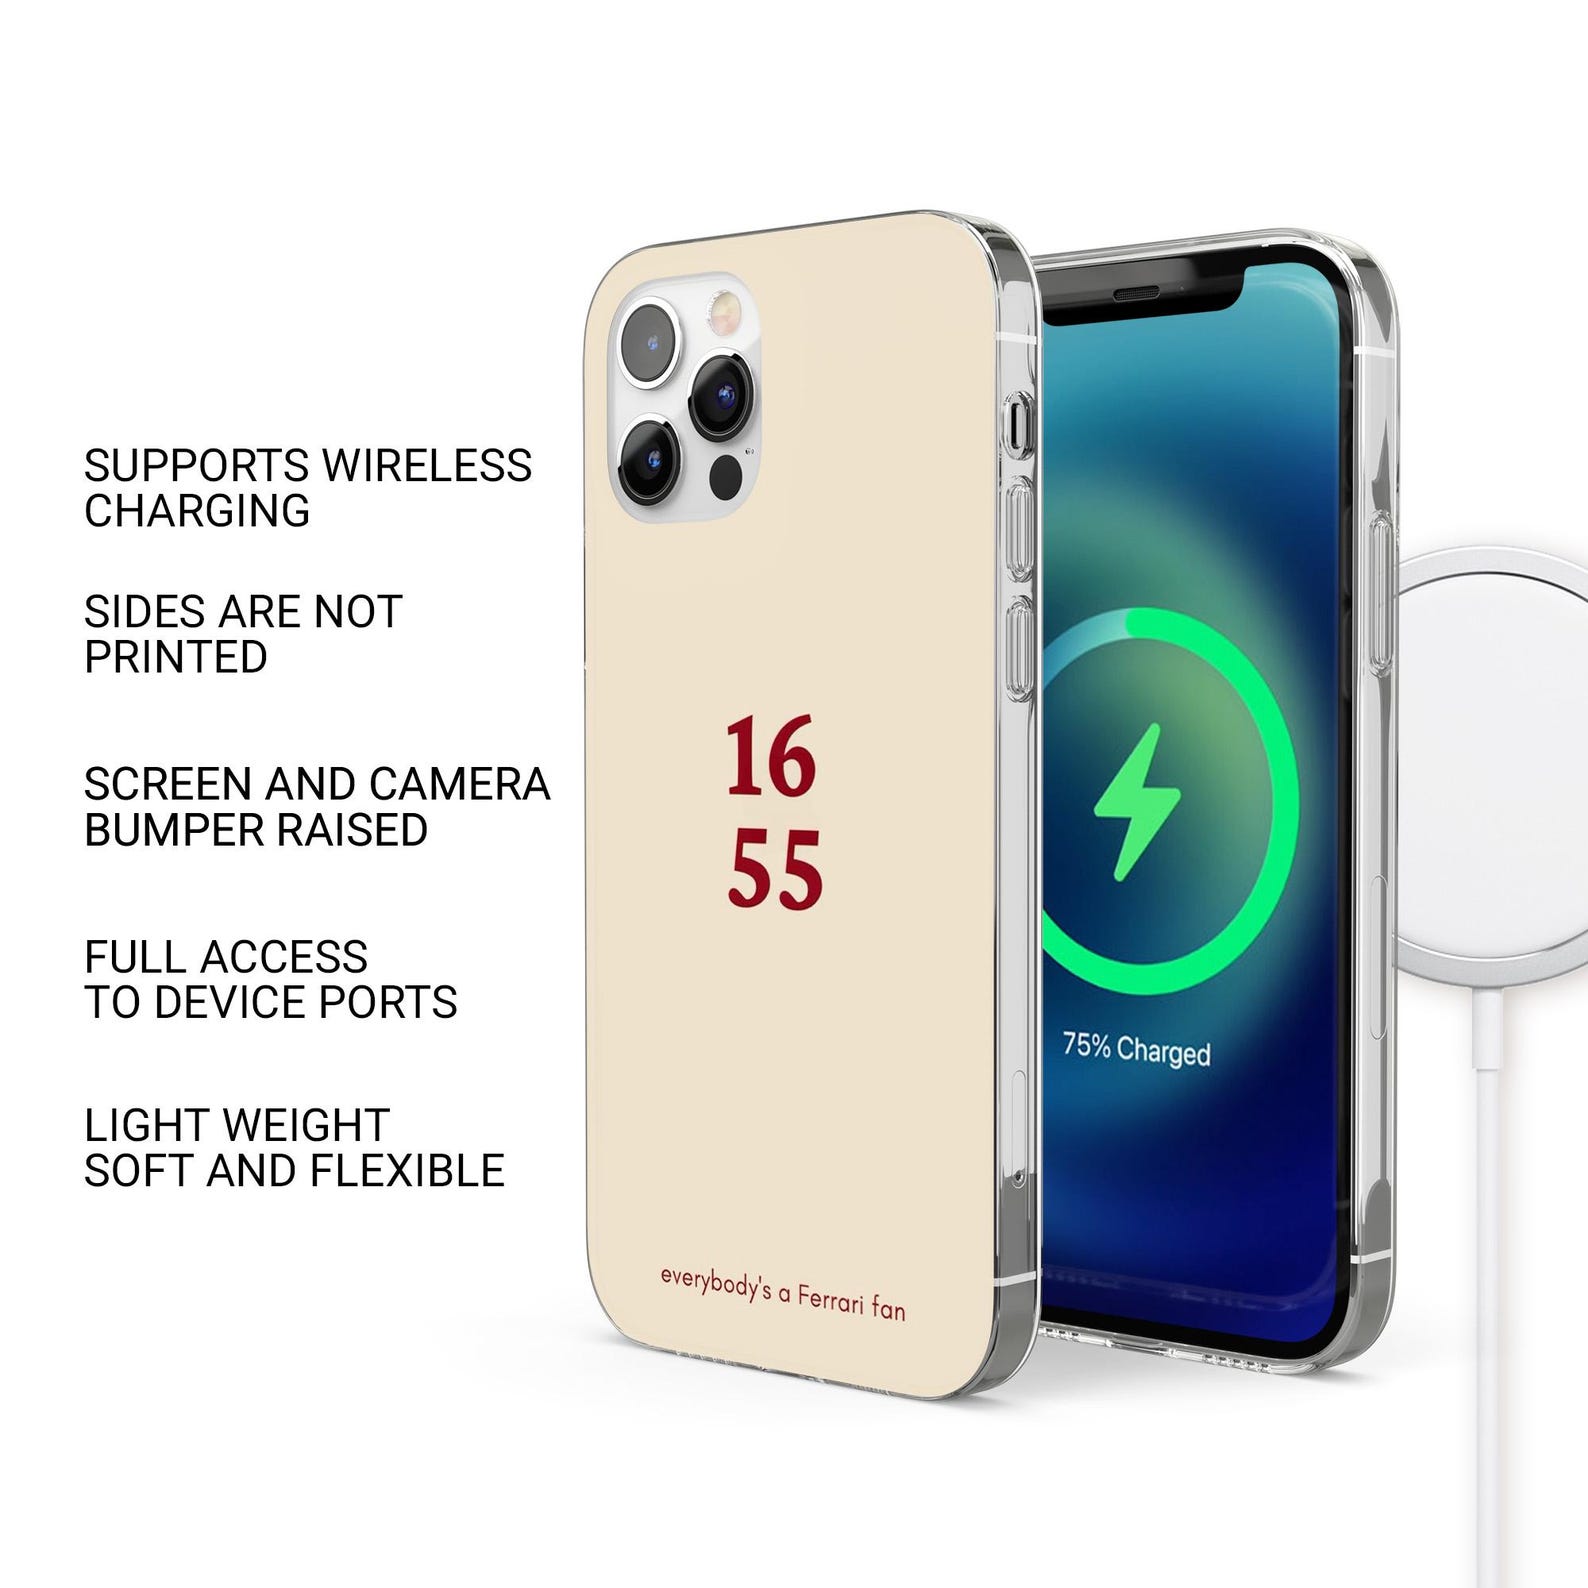 SUPPORTS WIRELESS
CHARGING
SIDES ARE NOT
PRINTED
SCREEN AND CAMERA
BUMPER RAISED
FULL ACCESS
TO DEVICE PORTS
LIGHT WEIGHT
SOFT AND FLEXIBLE
16
55
everybody's a Ferrari fan
75% Charged